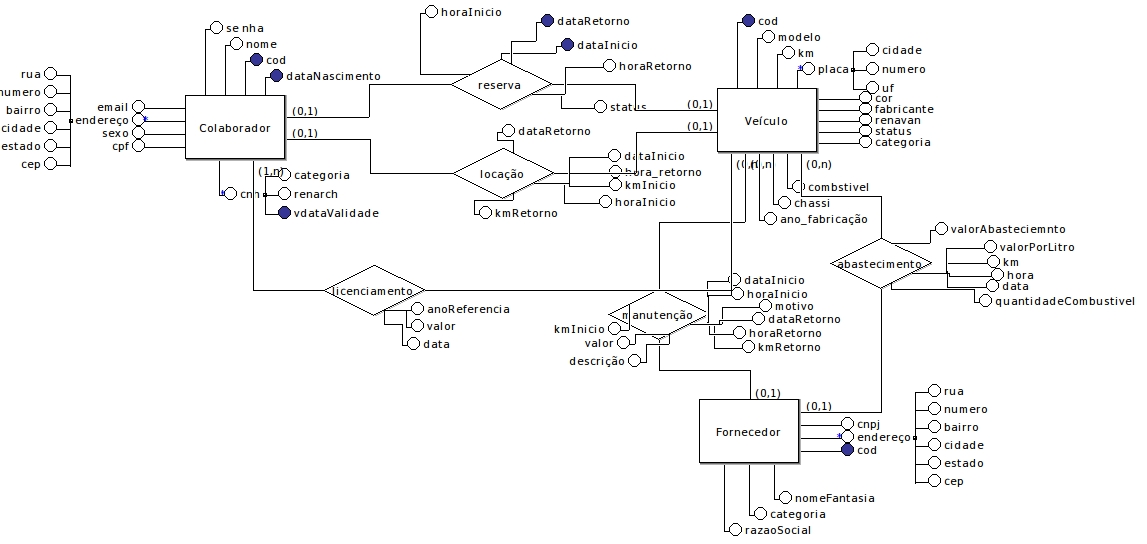 horaInicio
dataRetorno
dataInicio
horaRetorno
status
reserva
senha
nome
cod
dataNascimento
rua
numero
bairro
cidade
estado
cep
email
endereço
sexo
cpf
Colaborador
(0,1)
(0,1)
(1,n)
cnh
categoria
renarch
vdataValidade
dataRetorno
dataInicio
hora_retorno
kmInicio
horaInicio
kmRetorno
locação
cod
modelo
km
placa
cidade
numero
uf
cor
fabricante
renavan
status
categoria
Veículo
(0,1)
(0,1)
(0,n)
(0,n)
combstivel
chassi
ano_fabricação
licenciamento
anoReferencia
valor
data
manutenção
dataInicio
horaInicio
motivo
dataRetorno
horaRetorno
kmRetorno
kmInicio
valor
descrição
abastecimento
valorAbasteciemnto
valorPorLitro
km
hora
data
quantidadeCombustivel
(0,1)
(0,1)
Fornecedor
cnpj
endereço
cod
rua
numero
bairro
cidade
estado
cep
nomeFantasia
categoria
razaoSocial